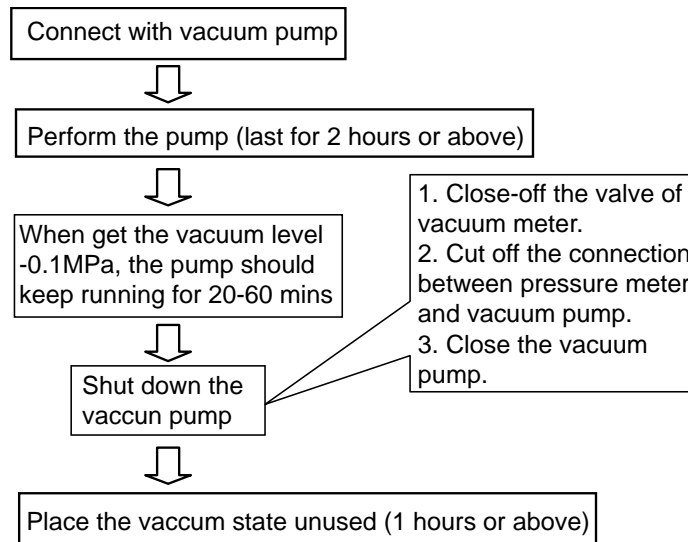 Connect with vacuum pump
Perform the pump (last for 2 hours or above)
When get the vacuum level
-0.1MPa, the pump should
keep running for 20-60 mins
1. Close-off the valve of
vacuum meter.
2. Cut off the connection
between pressure meter
and vacuum pump.
3. Close the vacuum
pump.
Shut down the
vaccun pump
Place the vaccum state unused (1 hours or above)